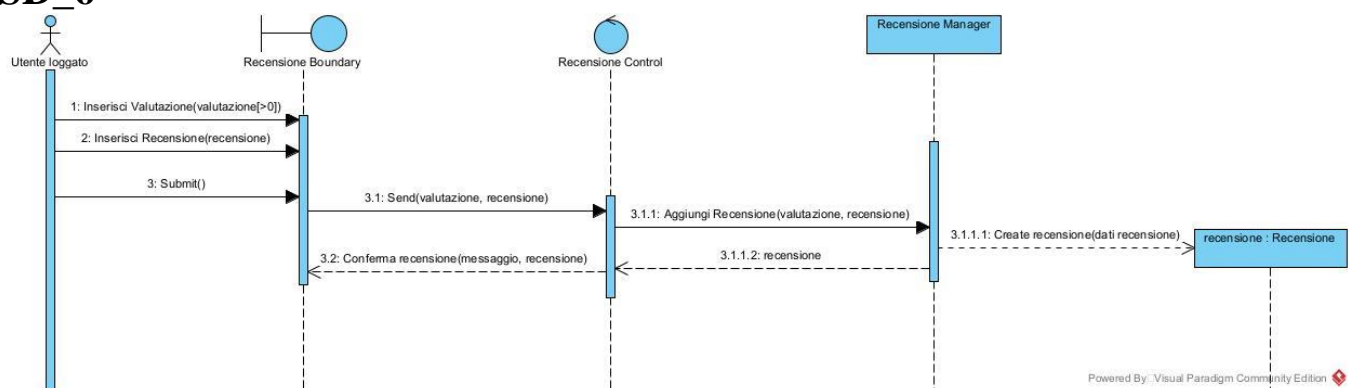 Recensione Manager
Utente loggato
Recensione Boundary
Recensione Control
1: Inserisci Valutazione(valutazione[>0])
2: Inserisci Recensione(recensione)
3: Submit()
3.1: Send(valutazione, recensione)
3.1.1: Aggiungi Recensione(valutazione, recensione)
3.1.1.1: Create recensione(dati recensione)
recensione : Recensione
3.1.1.2: recensione
3.2: Conferma recensione(messaggio, recensione)
Powered By Visual Paradigm Community Edition